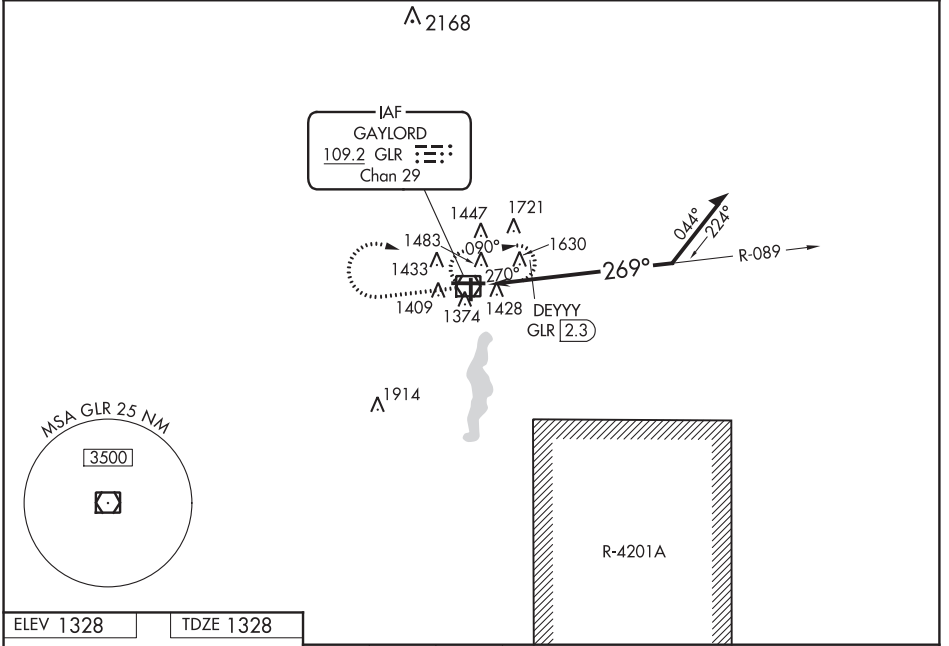 2168
IAF
GAYLORD
109.2 GLR
Chan 29
1447
1721
1483
090°
1630
1433
270°
269°
044°
224°
R-089
1409
1374
1428
DEYYY
GLR 2.3
1914
MSA GLR 25 NM
3500
R-4201A
ELEV 1328
TDZE 1328